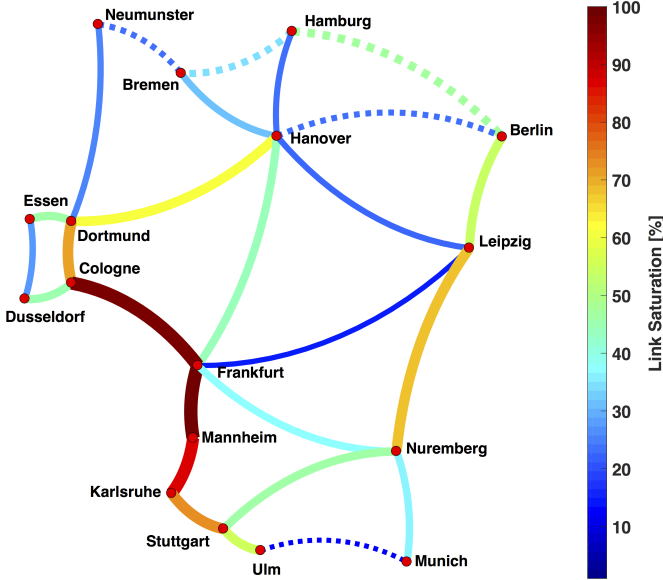 Neumunster
Hamburg
Bremen
Hanover
Berlin
Essen
Dortmund
Cologne
Leipzig
Dusseldorf
Frankfurt
Mannheim
Nuremberg
Karlsruhe
Stuttgart
Ulm
Munich
100
90
80
70
60
50
40
30
20
10
Link Saturation [%]